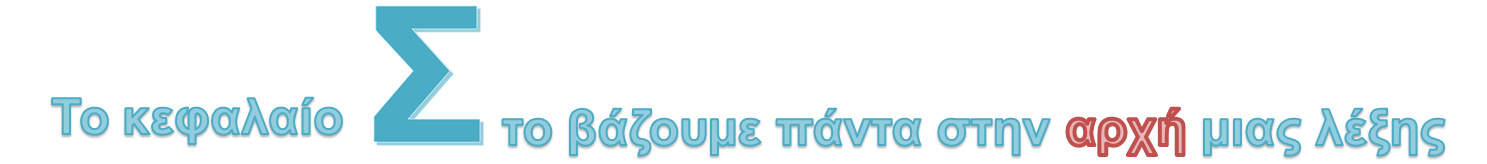 Το κεφαλαίο Σ το βάζουμε πάντα στην αρχή μιας λέξης